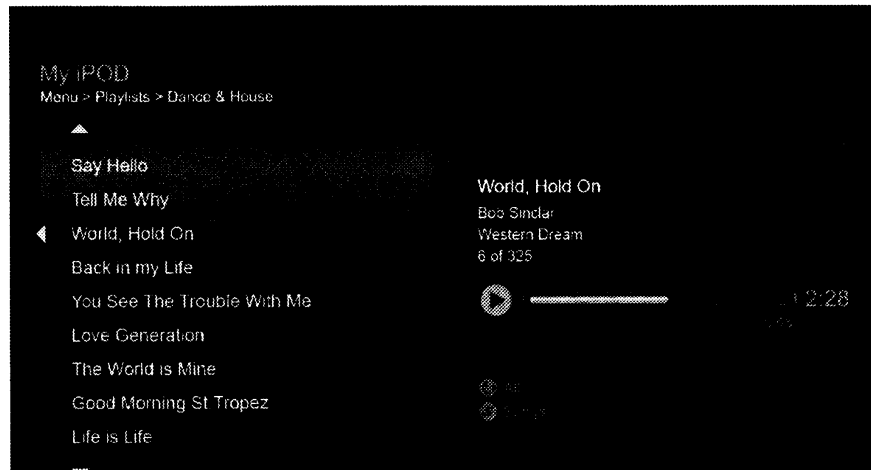 My iPOD
Menu > Playlists > Dance & House
Say Hello
Tell Me Why
World, Hold On
Back in my Life
You See The Trouble With Me
Love Generation
The World is Mine
Good Morning St Tropez
Life is Life
World, Hold On
Bob Sinclar
Western Dream
6 of 325
2:28
All
Songs